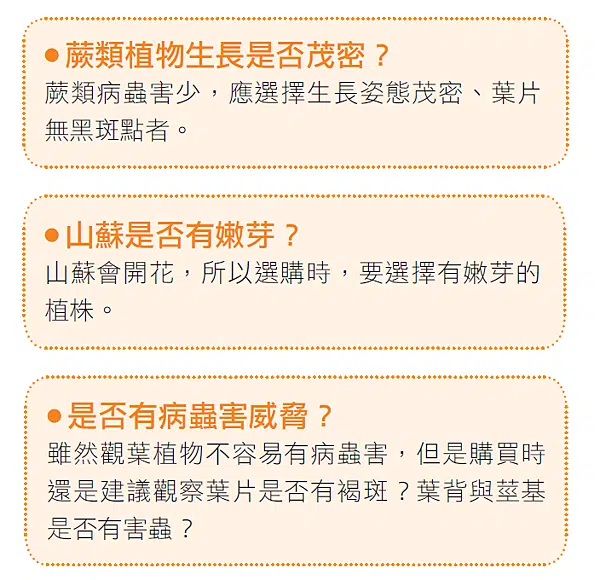 ●蕨類植物生長是否茂密？
蕨類病蟲害少，應選擇生長姿態茂密、葉片
無黑斑點者。
●山蘇是否有嫩芽？
山蘇會開花，所以選購時，要選擇有嫩芽的
植株。
●是否有病蟲害威脅？
雖然觀葉植物不容易有病蟲害，但是購買時
還是建議觀察葉片是否有褐斑？葉背與莖基
是否有害蟲？